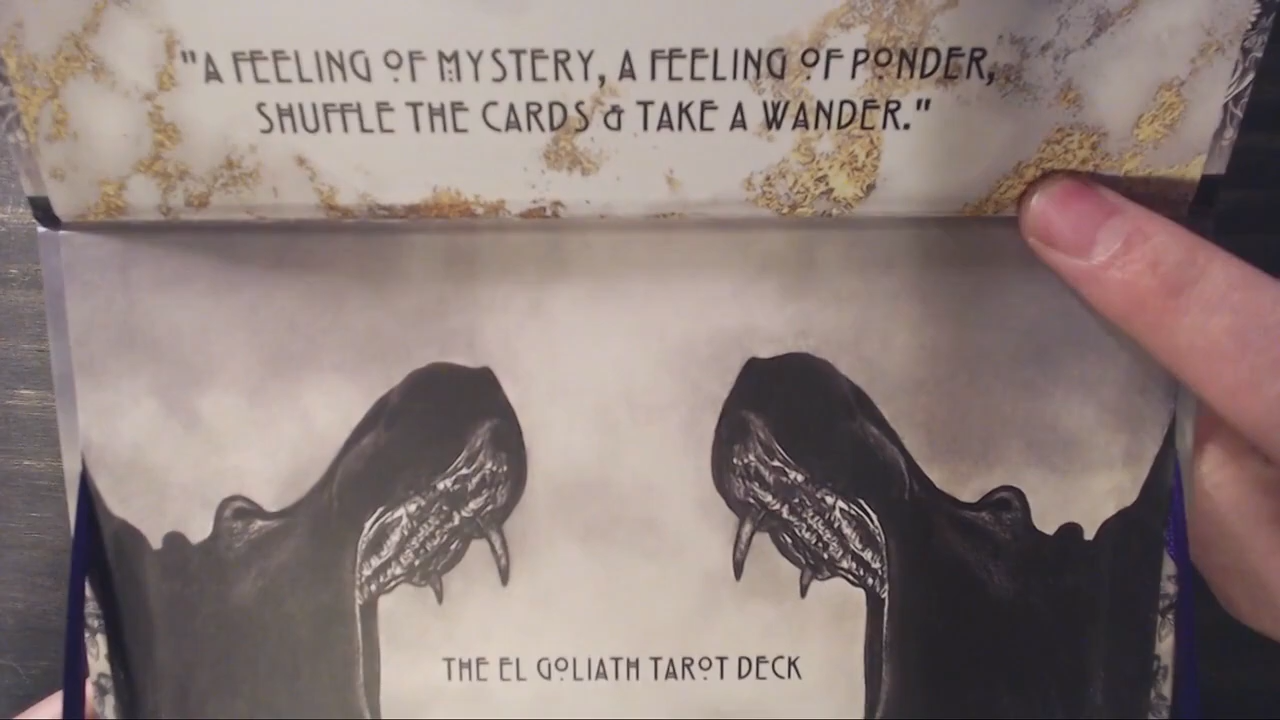 "A FEELING OF MYSTERY, A FEELING OF PONDER,
SHUFFLE THE CARDS & TAKE A WANDER."
THE EL GOLIATH TAROT DECK